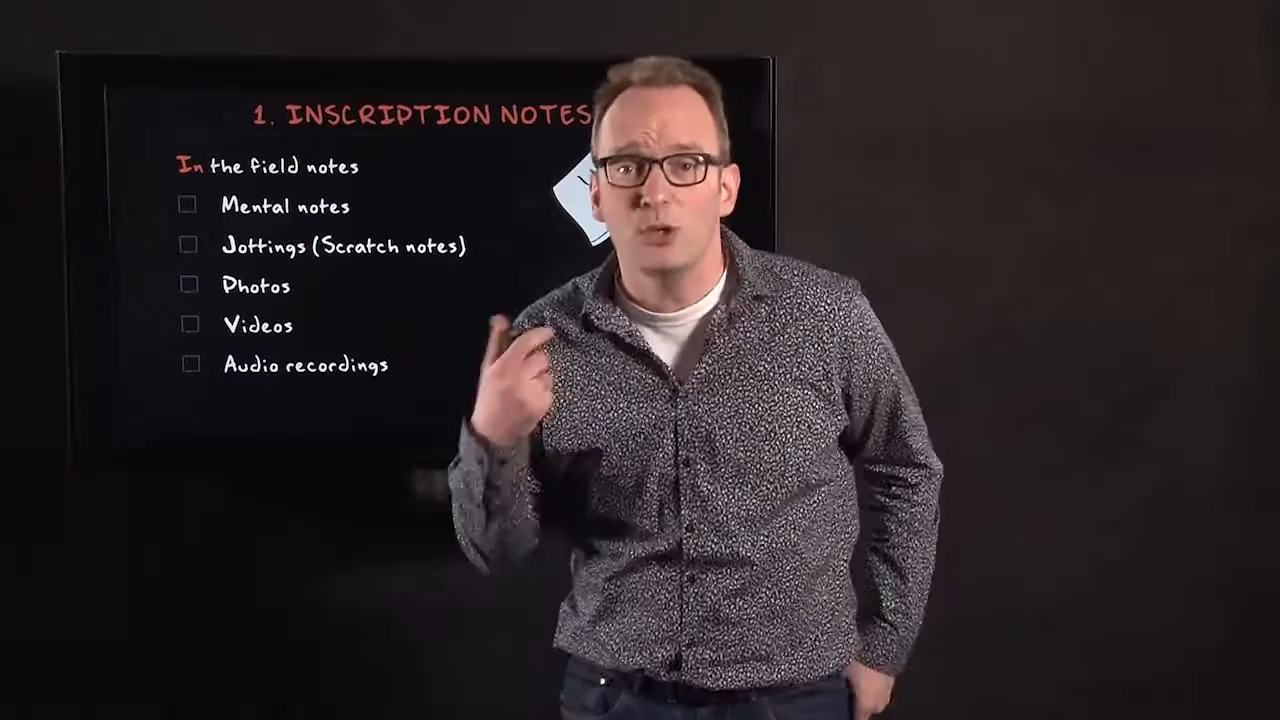 1. INSCRIPTION NOTES
In the field notes
Mental notes
Jottings (Scratch notes)
Photos
Videos
Audio recordings